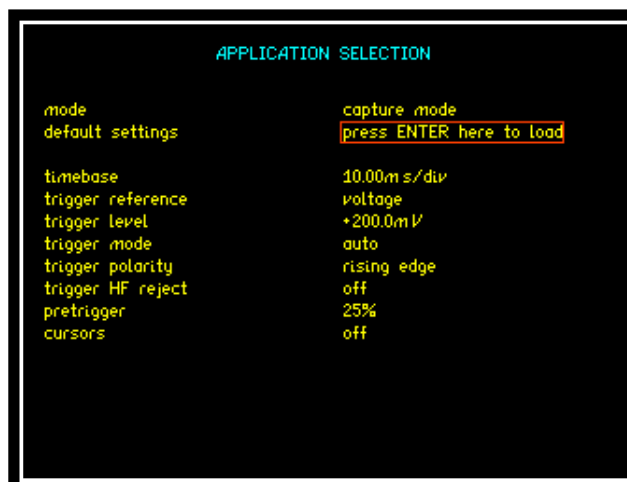 APPLICATION SELECTION
mode capture mode
default settings press ENTER here to load
timebase 10.00ms/div
trigger reference voltage
trigger level +200.0mV
trigger mode auto
trigger polarity rising edge
trigger HF reject off
pretrigger 25%
cursors off